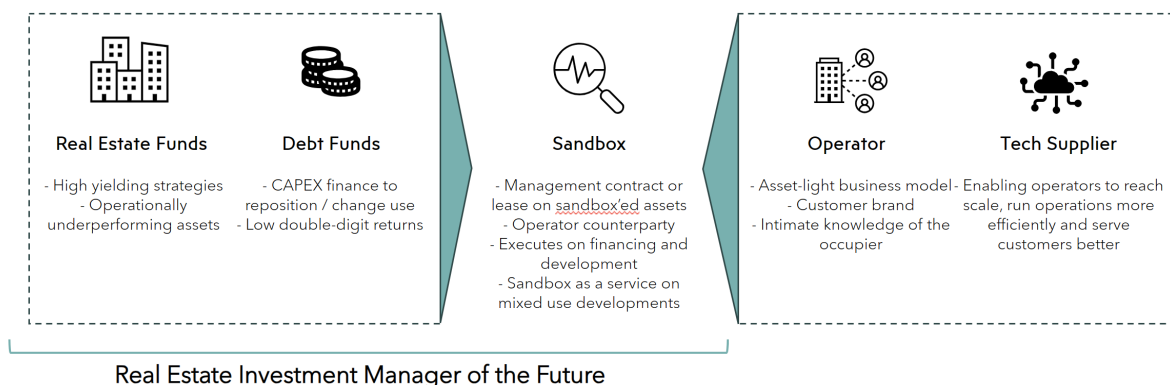 Real Estate Funds
- High yielding strategies
- Operationally
underperforming assets
Debt Funds
- CAPEX finance to
reposition / change use
- Low double-digit returns
Sandbox
- Management contract or
lease on sandbox'ed assets
- Operator counterparty
- Executes on financing and
development
- Sandbox as a service on
mixed use developments
Operator
- Asset-light business model
- Customer brand
- Intimate knowledge of the
occupier
Tech Supplier
- Enabling operators to reach
scale, run operations more
efficiently and serve
customers better
Real Estate Investment Manager of the Future